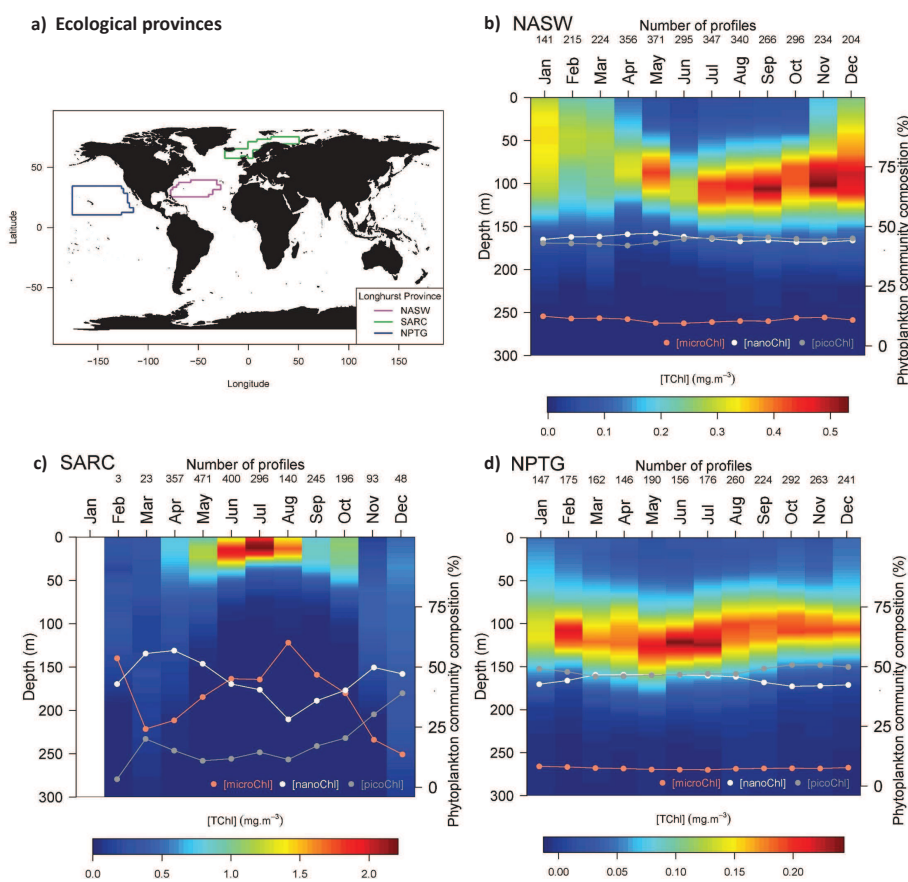 a) Ecological provinces
50
0
−50
Latitude
−150 −100 −50 0 50 100 150
Longitude
Longhurst Province
NASW
SARC
NPTG
b) NASW
Number of profiles
141 215 224 356 371 295 347 340 266 296 234 204
Jan Feb Mar Apr May Jun Jul Aug Sep Oct Nov Dec
0
50
100
150
200
250
300
Depth (m)
75
50
25
0
Phytoplankton community composition (%)
[microChl] [nanoChl] [picoChl]
[TChl] (mg.m⁻³)
0.0 0.1 0.2 0.3 0.4 0.5
c) SARC
Number of profiles
3 23 357 471 400 296 140 245 196 93 48
Jan Feb Mar Apr May Jun Jul Aug Sep Oct Nov Dec
0
50
100
150
200
250
300
Depth (m)
75
50
25
0
Phytoplankton community composition (%)
[microChl] [nanoChl] [picoChl]
[TChl] (mg.m⁻³)
0.0 0.5 1.0 1.5 2.0
d) NPTG
Number of profiles
147 175 162 146 190 156 176 260 224 292 263 241
Jan Feb Mar Apr May Jun Jul Aug Sep Oct Nov Dec
0
50
100
150
200
250
300
Depth (m)
75
50
25
0
Phytoplankton community composition (%)
[microChl] [nanoChl] [picoChl]
[TChl] (mg.m⁻³)
0.00 0.05 0.10 0.15 0.20